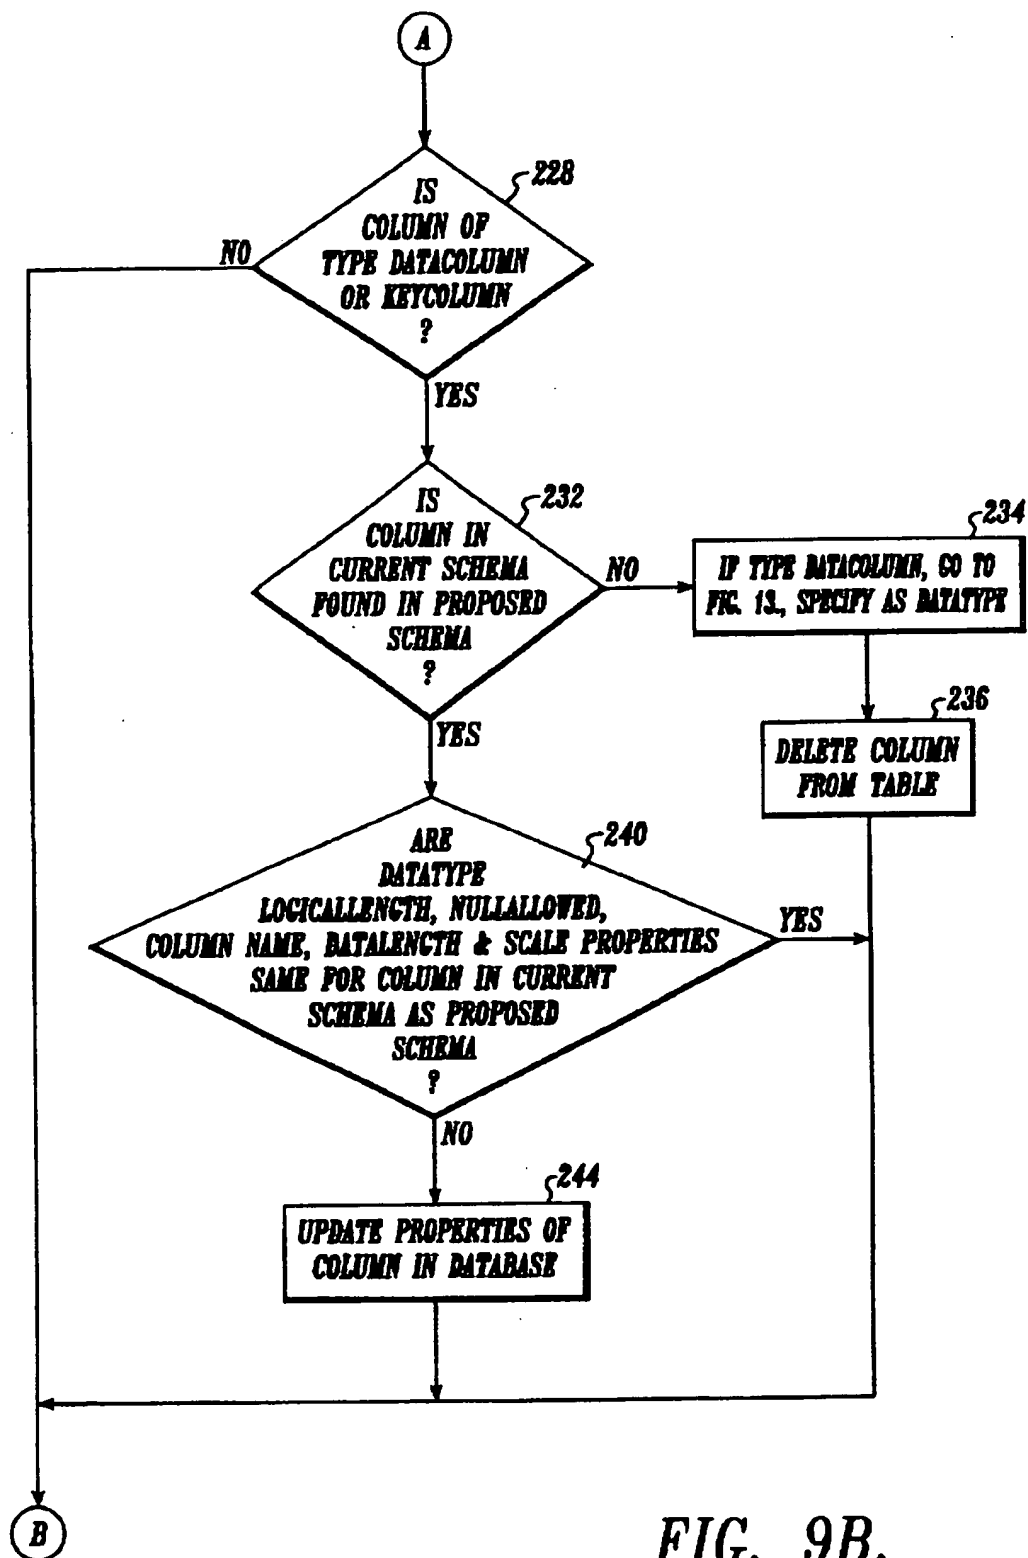 A
228
IS
COLUMN OF
TYPE DATACOLUMN
OR KEYCOLUMN
?
NO
YES
232
IS
COLUMN IN
CURRENT SCHEMA
FOUND IN PROPOSED
SCHEMA
?
NO
YES
234
IF TYPE DATACOLUMN, GO TO
FIG. 13., SPECIFY AS DATATYPE
236
DELETE COLUMN
FROM TABLE
240
ARE
DATATYPE
LOGICALLENGTH, NULLALLOWED,
COLUMN NAME, DATALENGTH & SCALE PROPERTIES
SAME FOR COLUMN IN CURRENT
SCHEMA AS PROPOSED
SCHEMA
?
YES
NO
244
UPDATE PROPERTIES OF
COLUMN IN DATABASE
B
FIG. 9B.